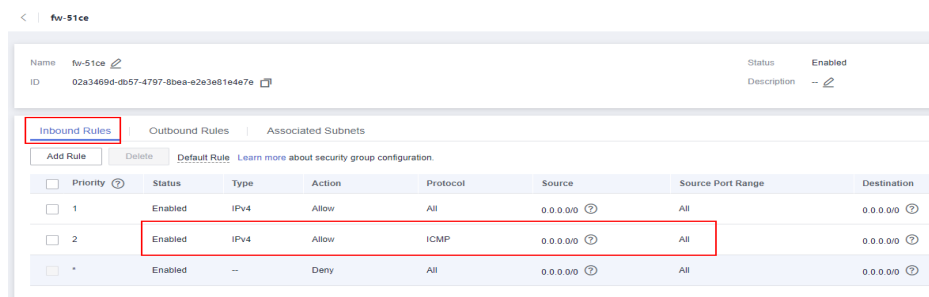 < fw-51ce
Name fw-51ce Status Enabled
ID 02a3469d-db57-4797-8bea-e2e3e81e4e7e Description --
Inbound Rules Outbound Rules Associated Subnets
Add Rule Delete Default Rule Learn more about security group configuration.
Priority ? Status Type Action Protocol Source Source Port Range Destination
1 Enabled IPv4 Allow All 0.0.0.0/0 ? All 0.0.0.0/0 ?
2 Enabled IPv4 Allow ICMP 0.0.0.0/0 ? All 0.0.0.0/0 ?
* Enabled -- Deny All 0.0.0.0/0 ? All 0.0.0.0/0 ?